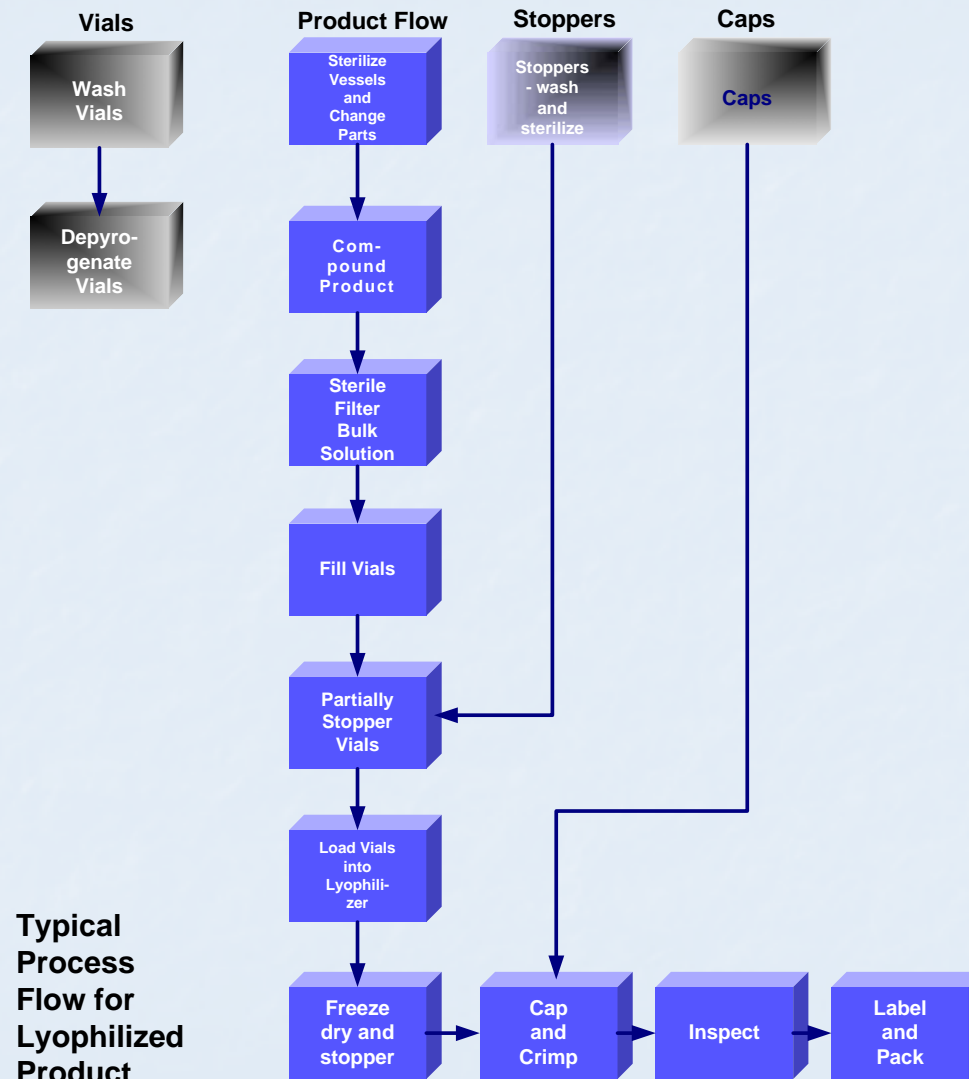 Vials
Product Flow
Stoppers
Caps
Wash
Vials
Sterilize
Vessels
and
Change
Parts
Stoppers
- wash
and
sterilize
Caps
Depyro-
genate
Vials
Com-
pound
Product
Sterile
Filter
Bulk
Solution
Fill Vials
Partially
Stopper
Vials
Load Vials
into
Lyophili-
zer
Typical
Process
Flow for
Lyophilized
Product
Freeze
dry and
stopper
Cap
and
Crimp
Inspect
Label
and
Pack